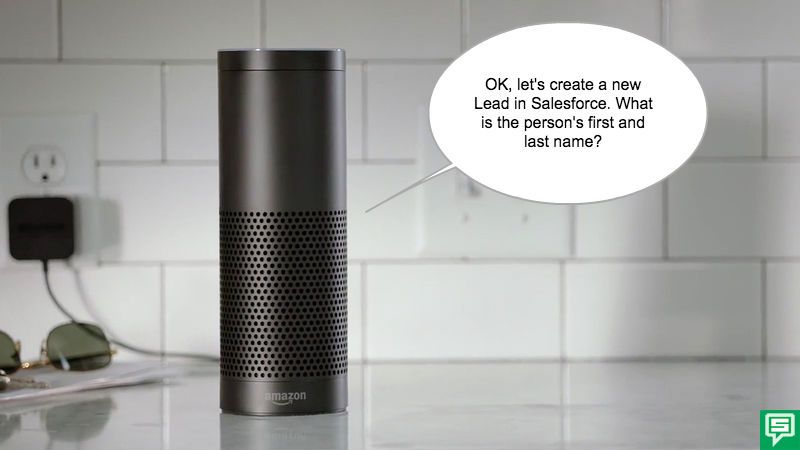 OK, let's create a new
Lead in Salesforce. What
is the person's first and
last name?
amazon